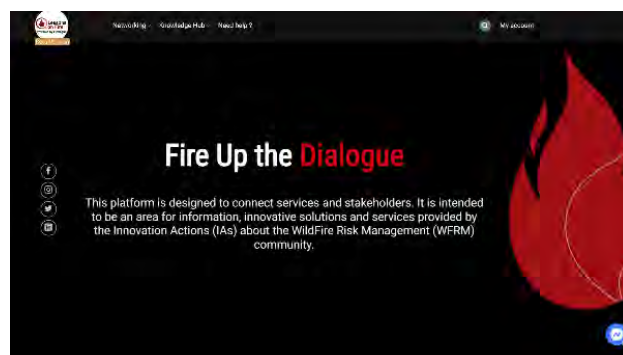 Networking
Knowledge Hub
Need help ?
My account
Fire Up the Dialogue
This platform is designed to connect services and stakeholders. It is intended
to be an area for information, innovative solutions and services provided by
the Innovation Actions (IAs) about the WildFire Risk Management (WFRM)
community.